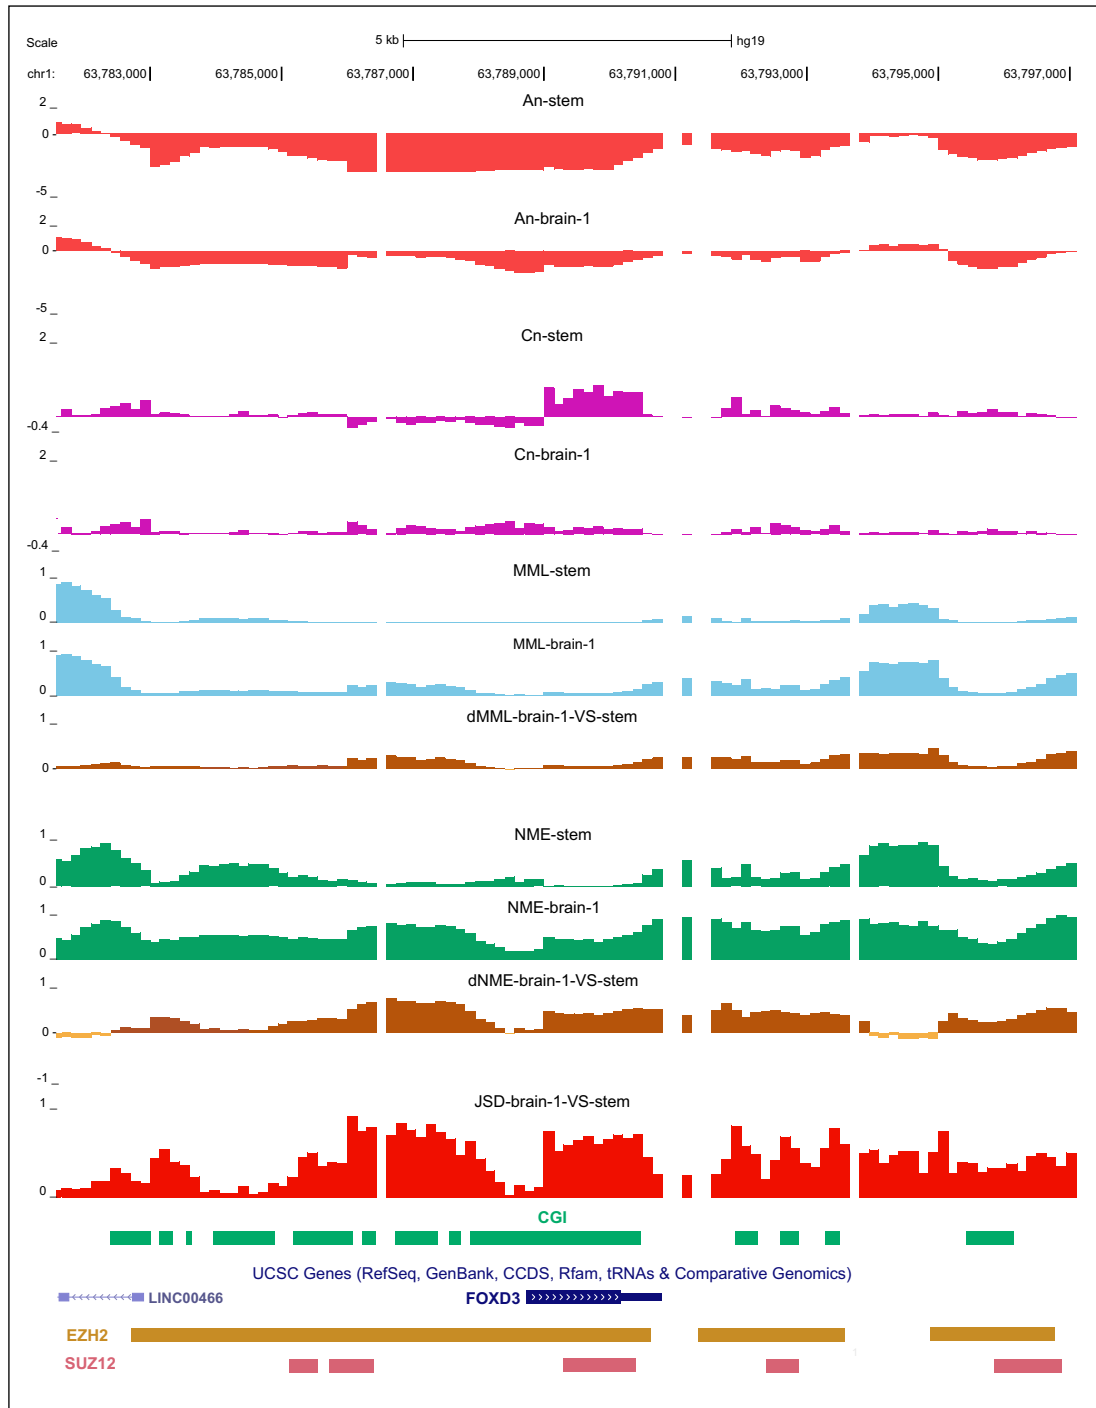 Scale 5 kb hg19
chr1: 63,783,000 63,785,000 63,787,000 63,789,000 63,791,000 63,793,000 63,795,000 63,797,000
An-stem
2
0
-5
An-brain-1
2
0
-5
Cn-stem
2
-0.4
Cn-brain-1
2
-0.4
MML-stem
1
0
MML-brain-1
1
0
dMML-brain-1-VS-stem
1
0
NME-stem
1
0
NME-brain-1
1
0
dNME-brain-1-VS-stem
1
0
-1
JSD-brain-1-VS-stem
1
0
CGI
UCSC Genes (RefSeq, GenBank, CCDS, Rfam, tRNAs & Comparative Genomics)
LINC00466 FOXD3
EZH2
SUZ12